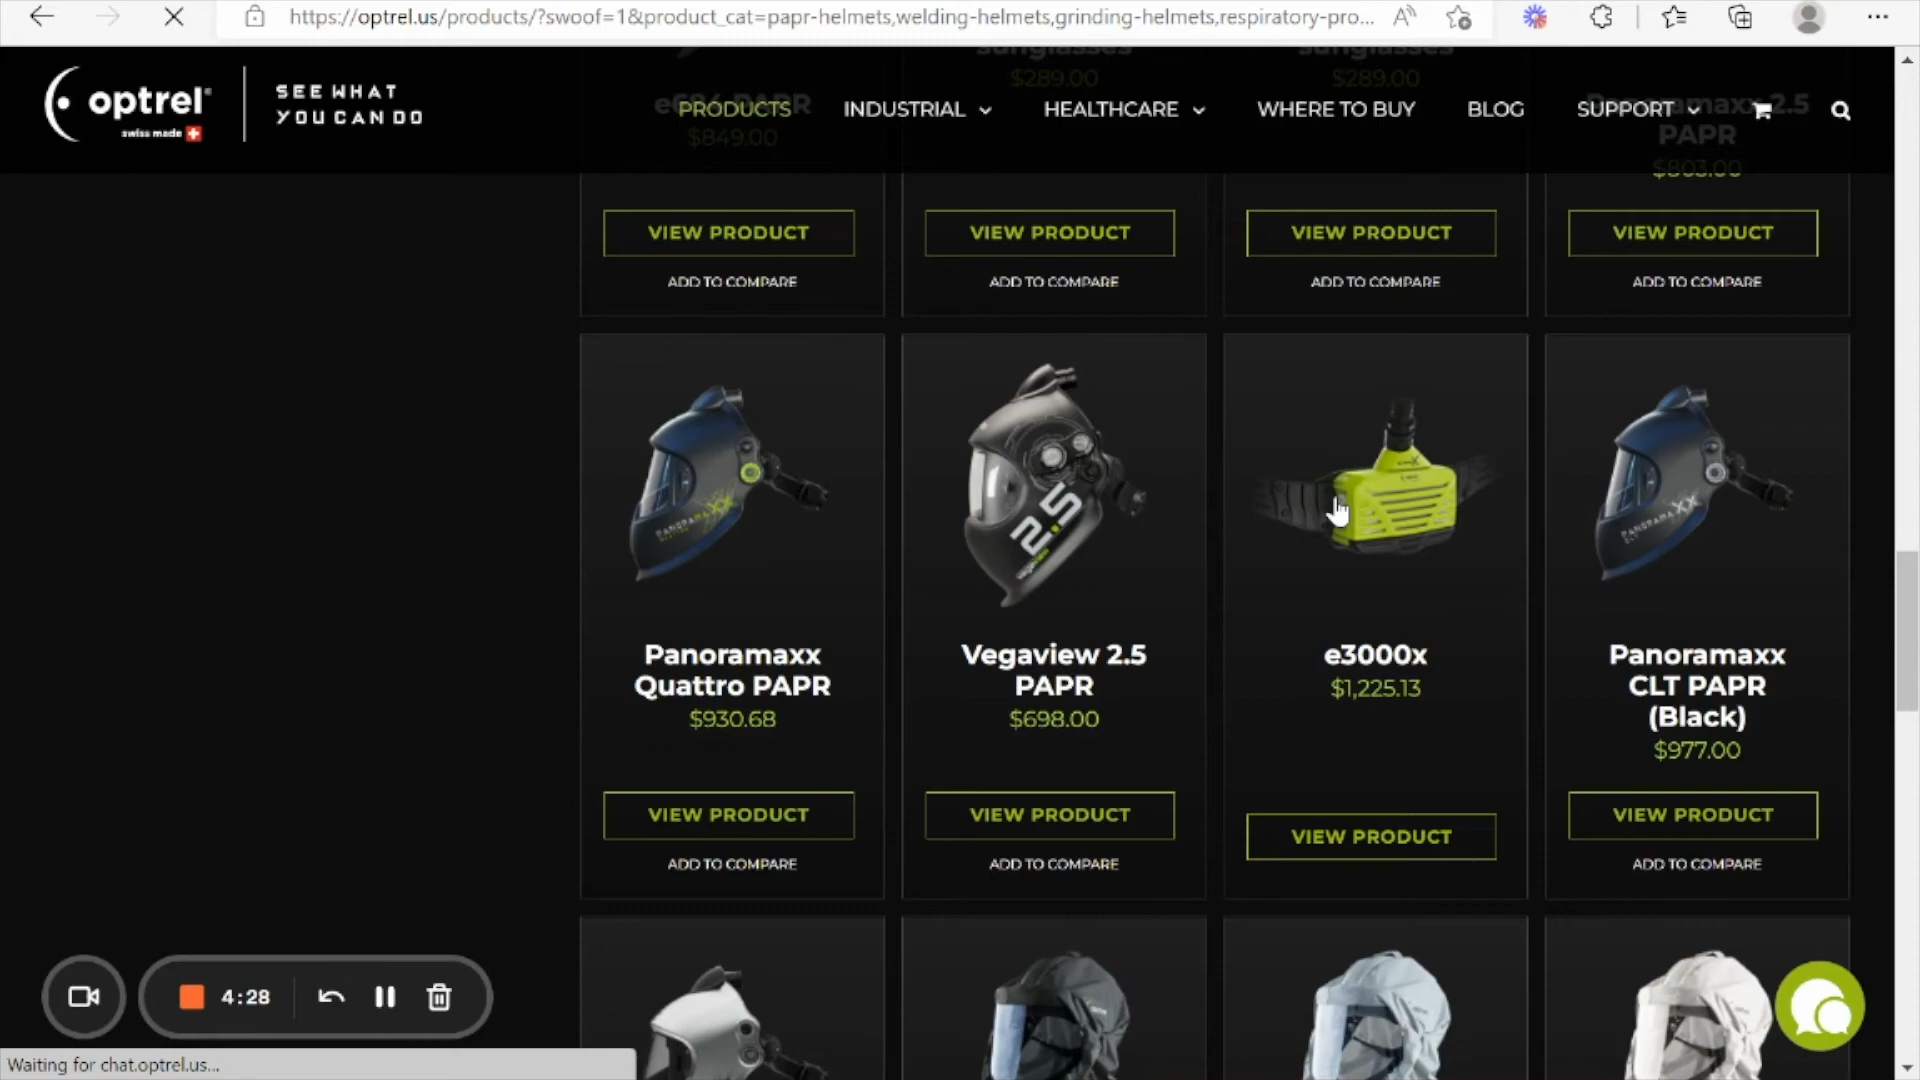 https://optrel.us/products/?swoof=1&product_cat=papr-helmets,welding-helmets,grinding-helmets,respiratory-pro...
optrel
swiss made
SEE WHAT
YOU CAN DO
PRODUCTS
INDUSTRIAL
HEALTHCARE
WHERE TO BUY
BLOG
SUPPORT
sunglasses
sunglasses
$289.00
$289.00
PAPR
$849.00
Panoramaxx 2.5
PAPR
$803.00
VIEW PRODUCT
VIEW PRODUCT
VIEW PRODUCT
VIEW PRODUCT
ADD TO COMPARE
ADD TO COMPARE
ADD TO COMPARE
ADD TO COMPARE
PANORAMAXX
2.5
vegaview
PANORAMAXX
Panoramaxx
Quattro PAPR
$930.68
Vegaview 2.5
PAPR
$698.00
e3000x
$1,225.13
Panoramaxx
CLT PAPR
(Black)
$977.00
VIEW PRODUCT
VIEW PRODUCT
VIEW PRODUCT
VIEW PRODUCT
ADD TO COMPARE
ADD TO COMPARE
ADD TO COMPARE
4:28
Waiting for chat.optrel.us...